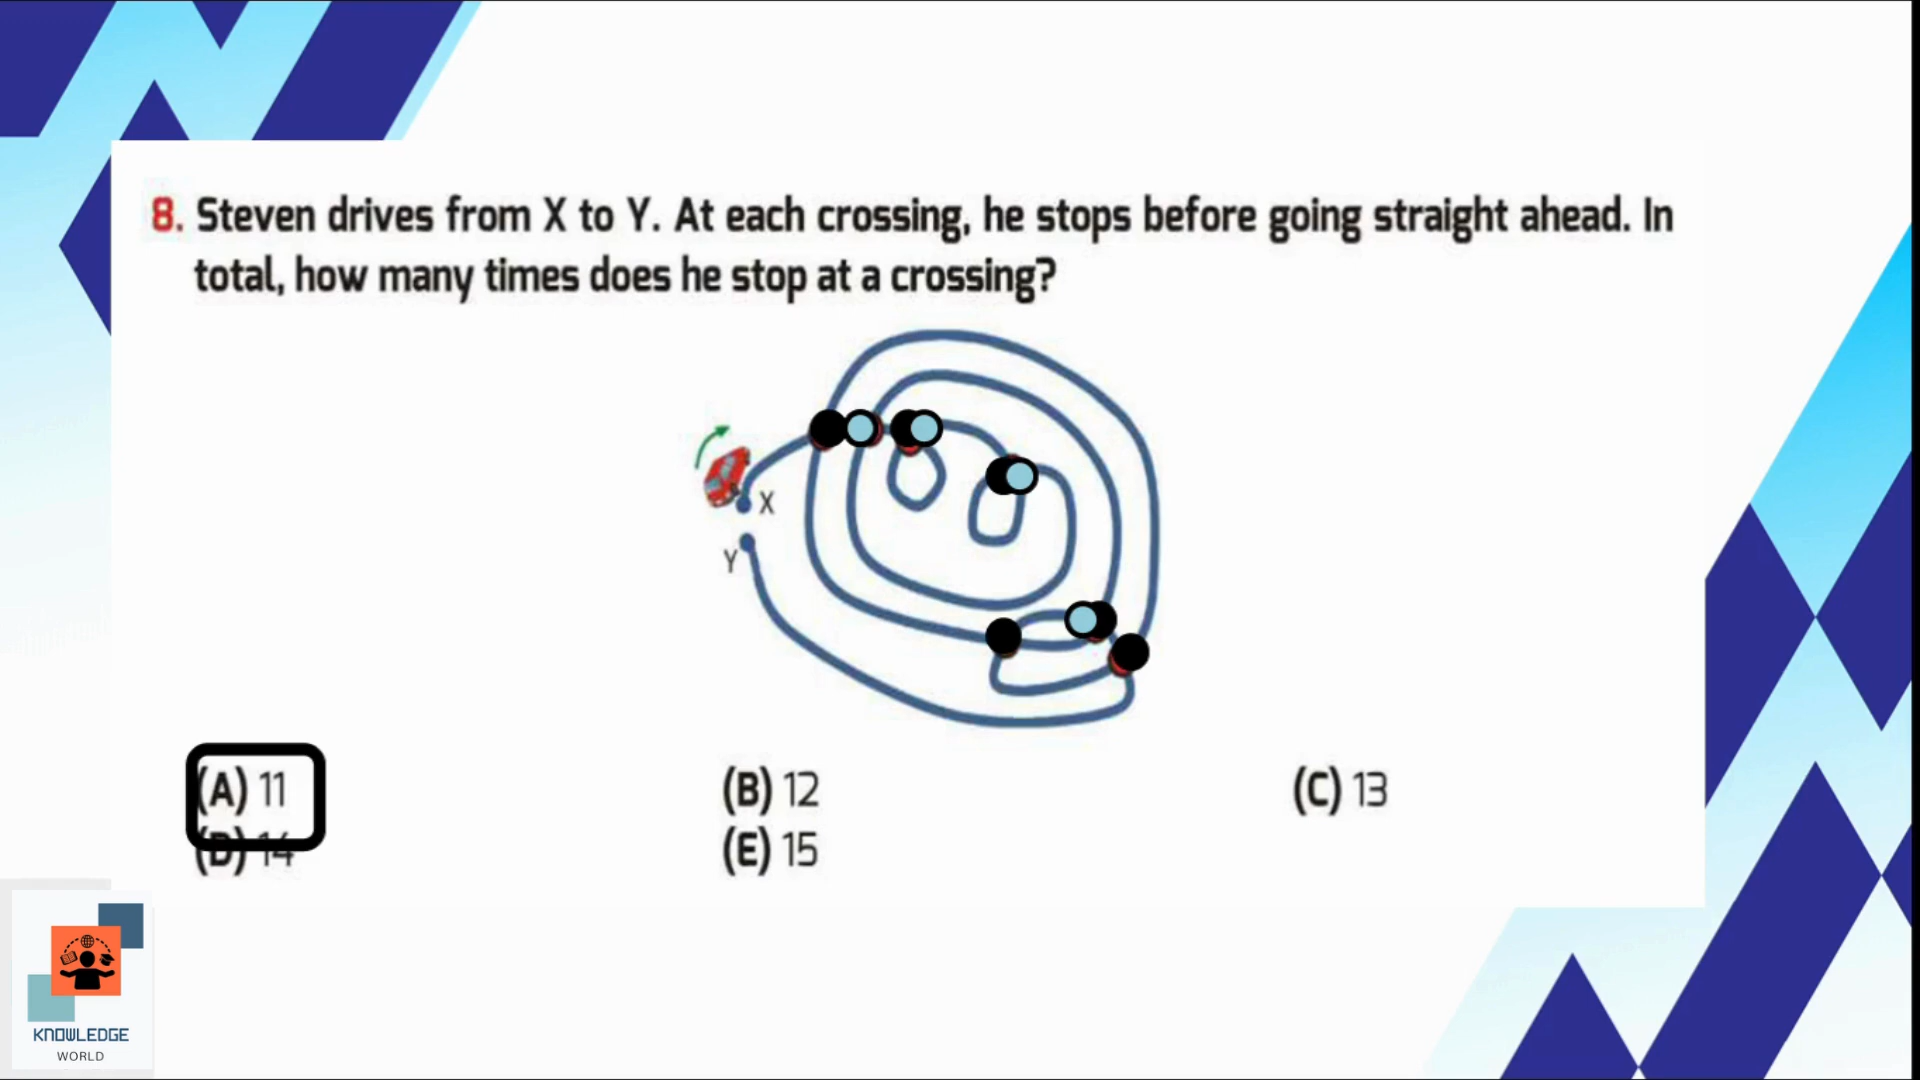 8. Steven drives from X to Y. At each crossing, he stops before going straight ahead. In
total, how many times does he stop at a crossing?
X
Y
(A) 11
(B) 12
(C) 13
(D) 14
(E) 15
KNOWLEDGE
WORLD